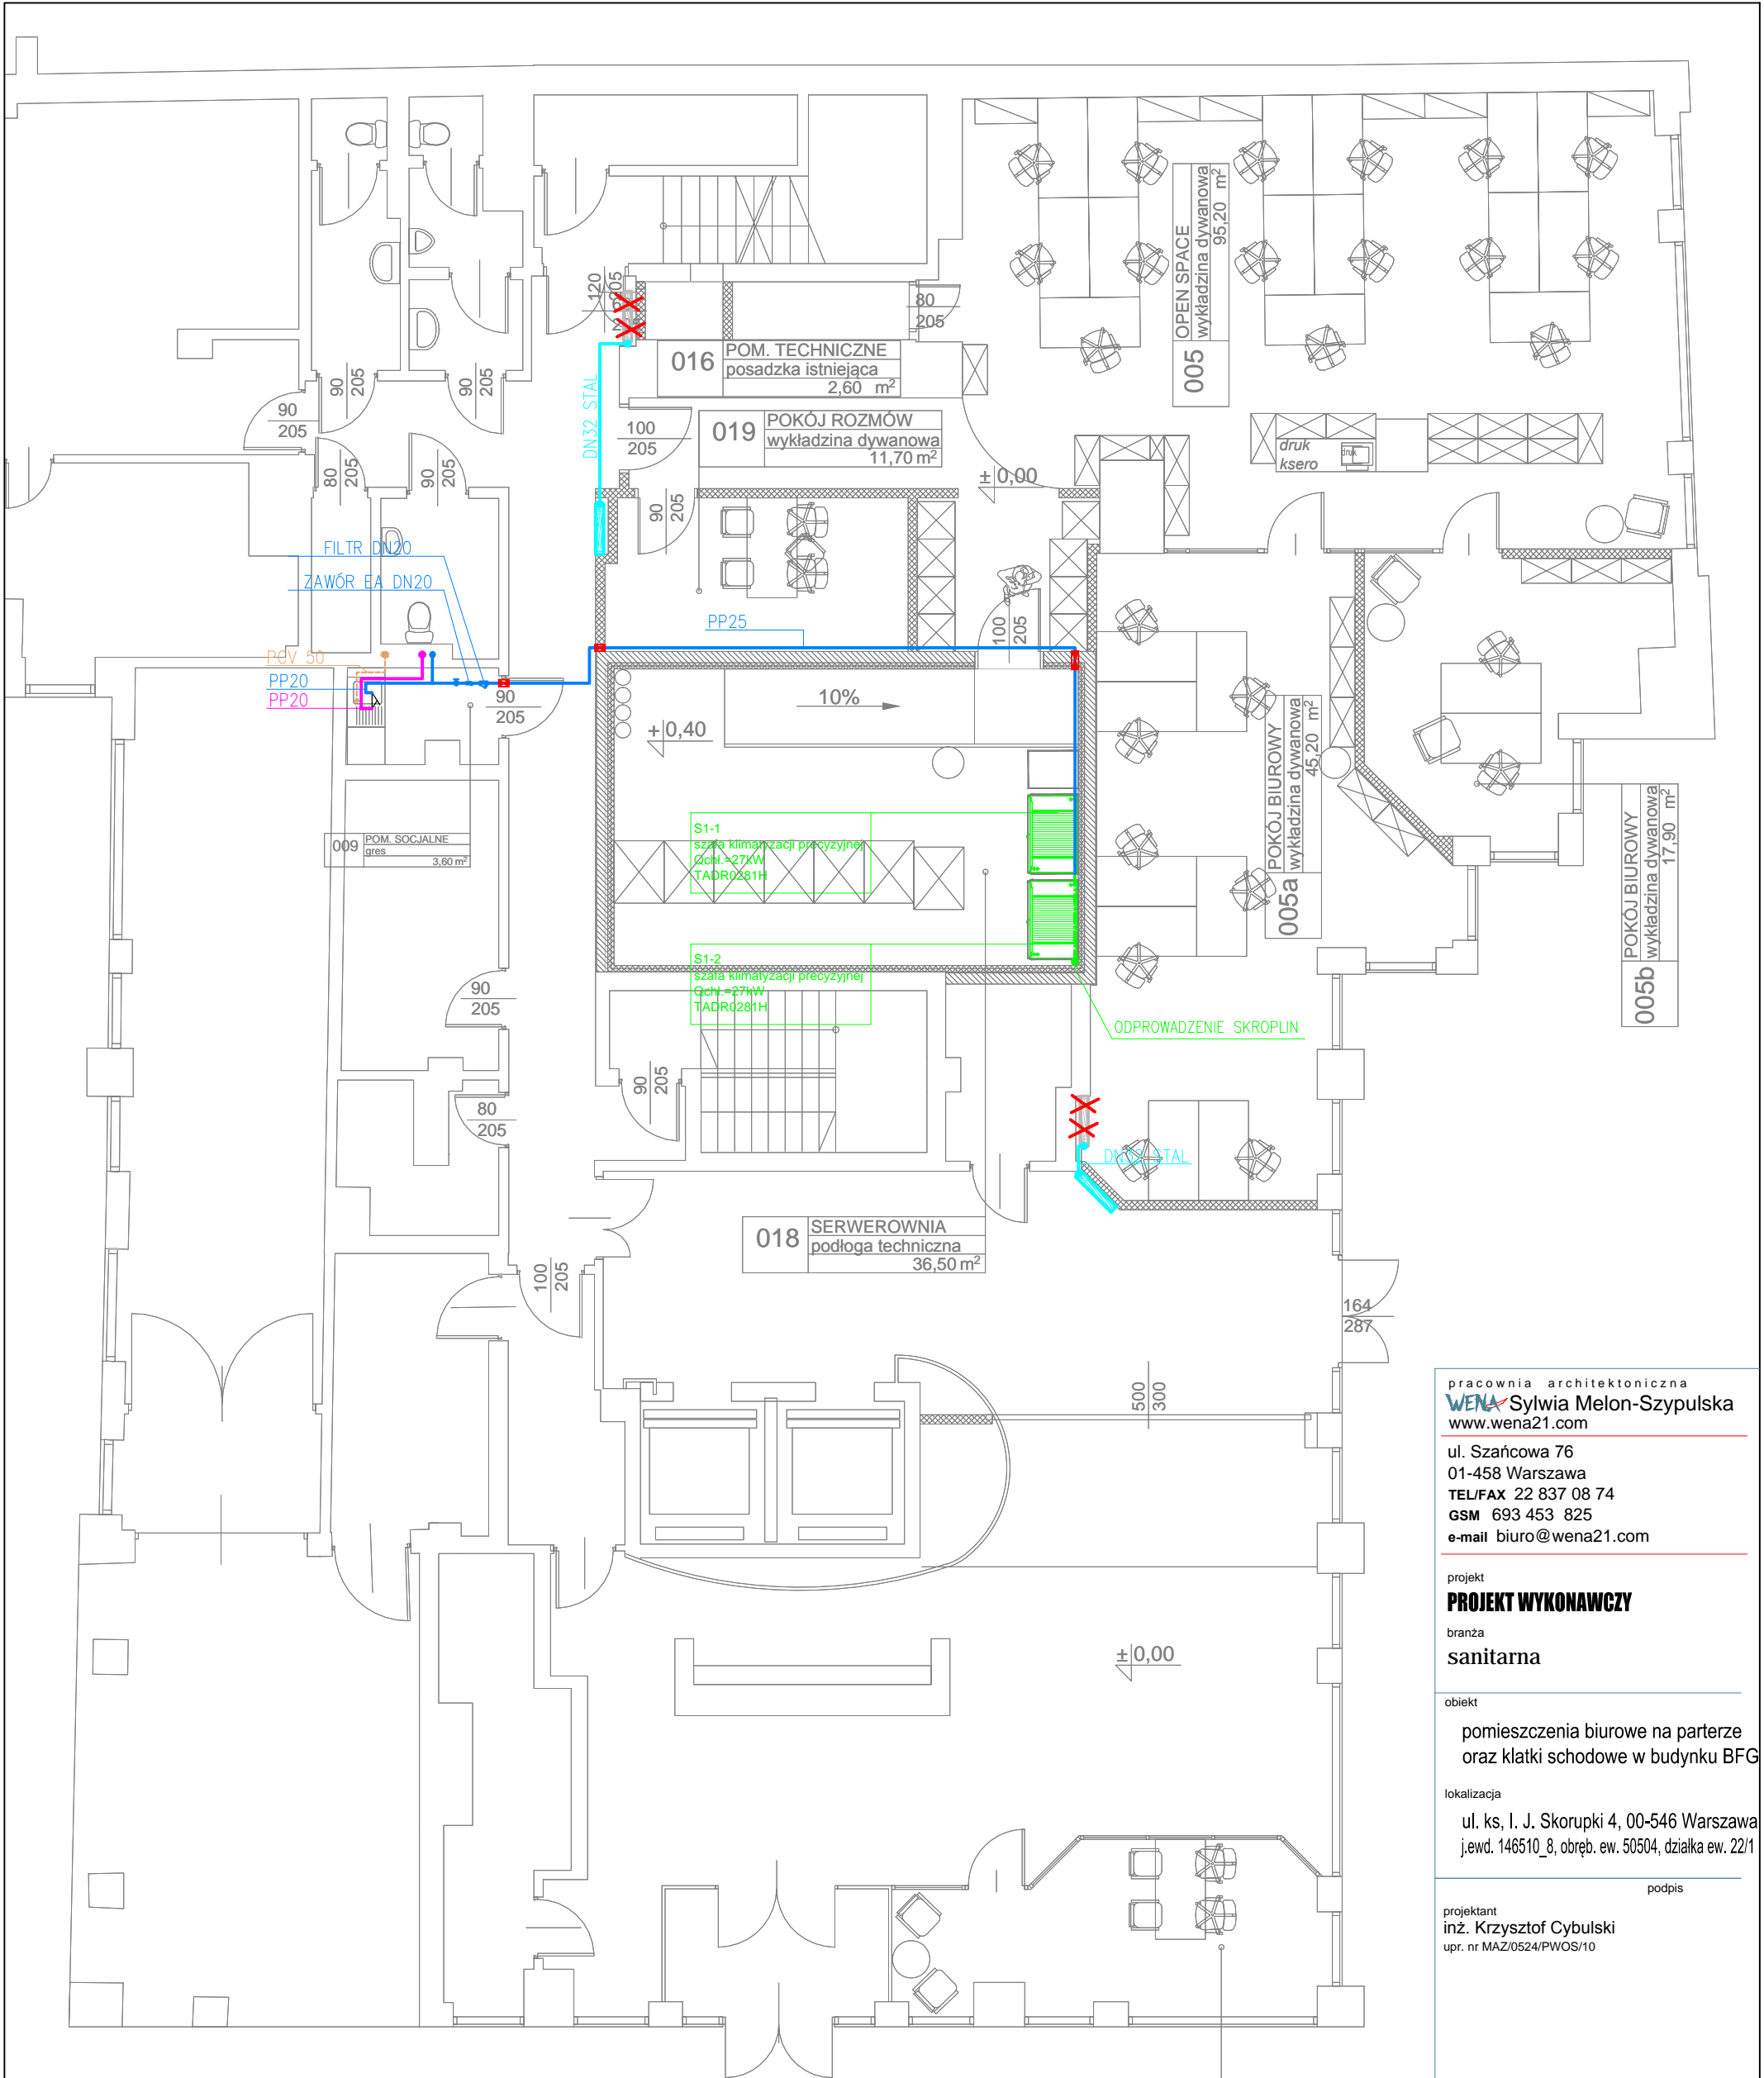 80
205
120
205
016
POM. TECHNICZNE
posadzka istniejąca
2,60 m²
005
OPEN SPACE
wykładzina dywanowa
95,20 m²
90
205
90
205
90
205
DN32 STAL
100
205
019
POKÓJ ROZMÓW
wykładzina dywanowa
11,70 m²
druk
ksero
druk
80
205
90
205
90
205
±0,00
FILTR DN20
ZAWÓR EA DN20
PP25
100
205
PCV 50
PP20
PP20
90
205
10%
+0,40
009
POM. SOCJALNE
gres
3,60 m²
S1-1
szafa klimatyzacji precyzyjnej
Qchł.=27kW
TADR0281H
005a
POKÓJ BIUROWY
wykładzina dywanowa
45,20 m²
005b
POKÓJ BIUROWY
wykładzina dywanowa
17,90 m²
S1-2
szafa klimatyzacji precyzyjnej
Qchł.=27kW
TADR0281H
90
205
ODPROWADZENIE SKROPLIN
90
205
80
205
DN32 STAL
018
SERWEROWNIA
podłoga techniczna
36,50 m²
100
205
164
287
500
300
±0,00
pracownia architektoniczna
WENA Sylwia Melon-Szypulska
www.wena21.com
ul. Szańcowa 76
01-458 Warszawa
TEL/FAX 22 837 08 74
GSM 693 453 825
e-mail biuro@wena21.com
projekt
PROJEKT WYKONAWCZY
branża
sanitarna
obiekt
pomieszczenia biurowe na parterze
oraz klatki schodowe w budynku BFG
lokalizacja
ul. ks, I. J. Skorupki 4, 00-546 Warszawa
j.ewd. 146510_8, obręb. ew. 50504, działka ew. 22/1
podpis
projektant
inż. Krzysztof Cybulski
upr. nr MAZ/0524/PWOS/10